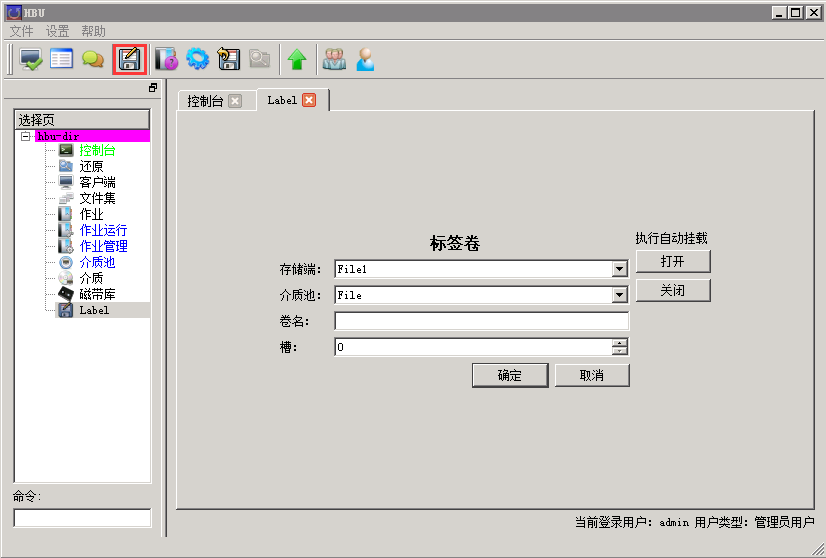 HBU
文件 设置 帮助
控制台 Label
选择页
hbu-dir
控制台
还原
客户端
文件集
作业
作业运行
作业管理
介质池
介质
磁带库
Label
标签卷
执行自动挂载
存储端： File1
打开
介质池： File
关闭
卷名：
槽： 0
确定 取消
命令:
当前登录用户：admin 用户类型：管理员用户